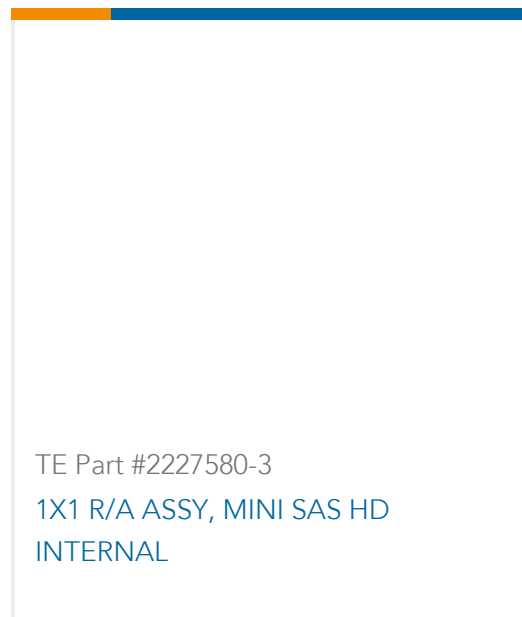 TE Part #2227580-3
1X1 R/A ASSY, MINI SAS HD
INTERNAL